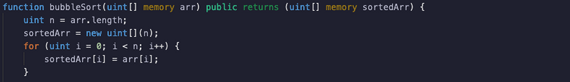 function bubbleSort(uint[] memory arr) public returns (uint[] memory sortedArr) {
    uint n = arr.length;
    sortedArr = new uint[](n);
    for (uint i = 0; i < n; i++) {
        sortedArr[i] = arr[i];
    }